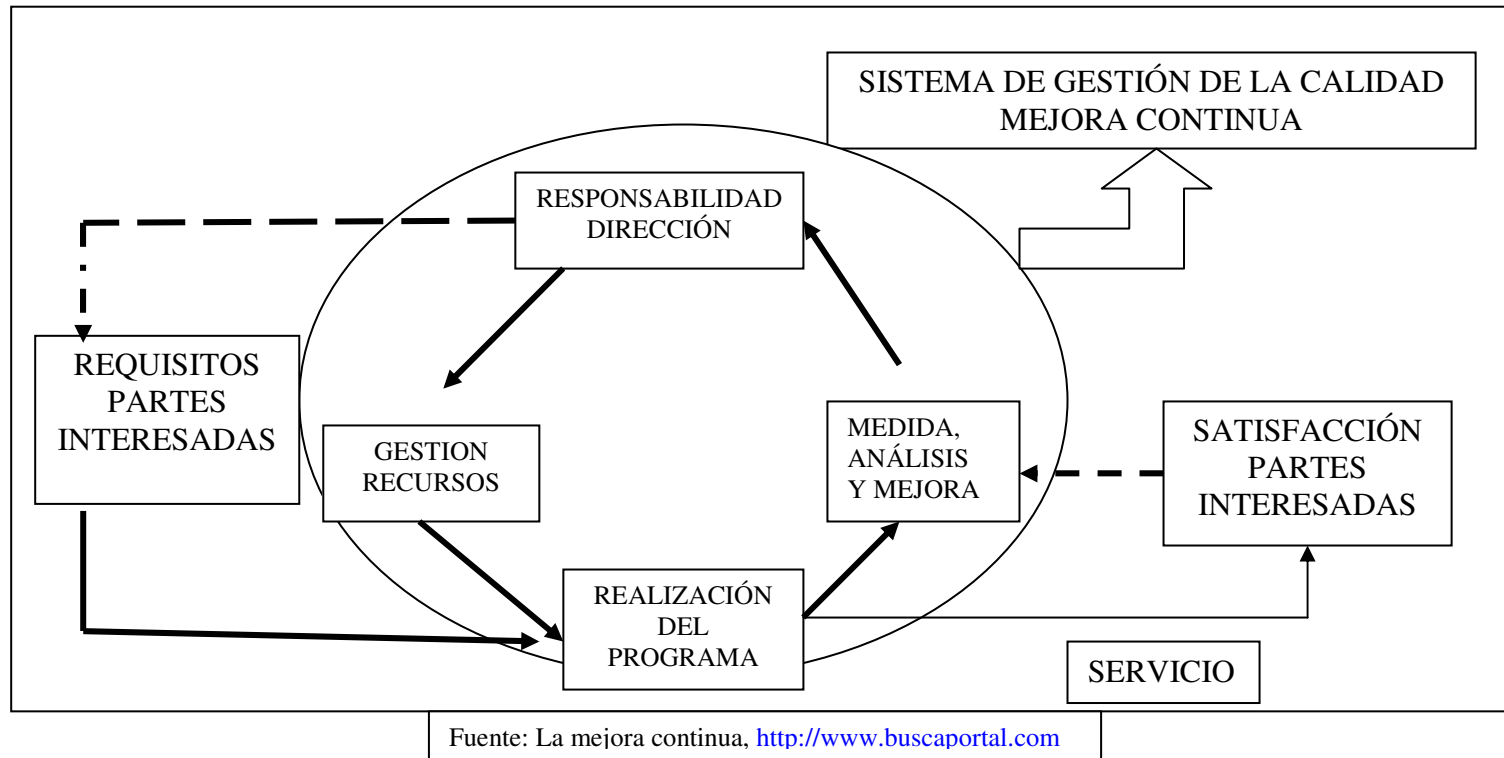 SISTEMA DE GESTIÓN DE LA CALIDAD
MEJORA CONTINUA
RESPONSABILIDAD
DIRECCIÓN
REQUISITOS
PARTES
INTERESADAS
GESTION
RECURSOS
MEDIDA,
ANÁLISIS
Y MEJORA
SATISFACCIÓN
PARTES
INTERESADAS
REALIZACIÓN
DEL
PROGRAMA
SERVICIO
Fuente: La mejora continua, http://www.buscaportal.com